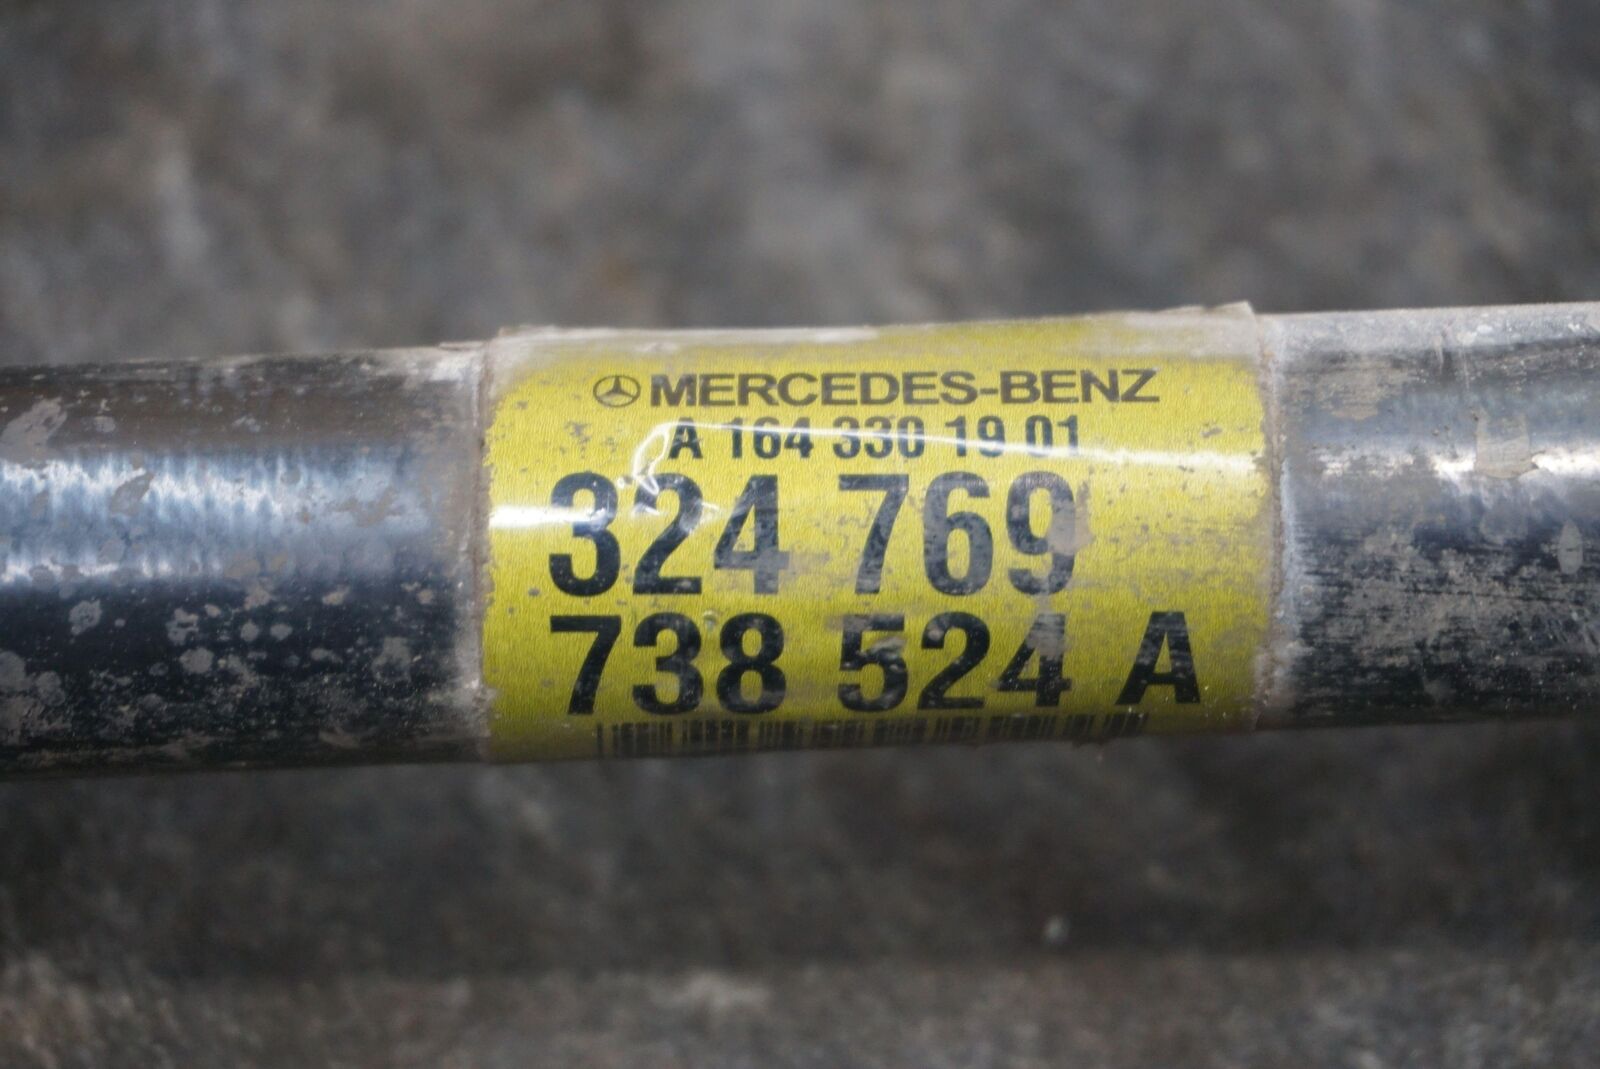 MERCEDES-BENZ
A 164 330 19 01
324 769
738 524 A